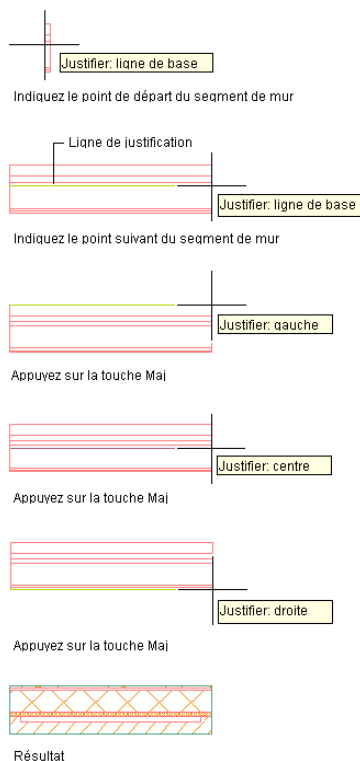 Justifier: ligne de base
Indiquez le point de départ du segment de mur
Ligne de justification
Justifier: ligne de base
Indiquez le point suivant du segment de mur
Justifier: gauche
Appuyez sur la touche Maj
Justifier: centre
Appuyez sur la touche Maj
Justifier: droite
Appuyez sur la touche Maj
Résultat